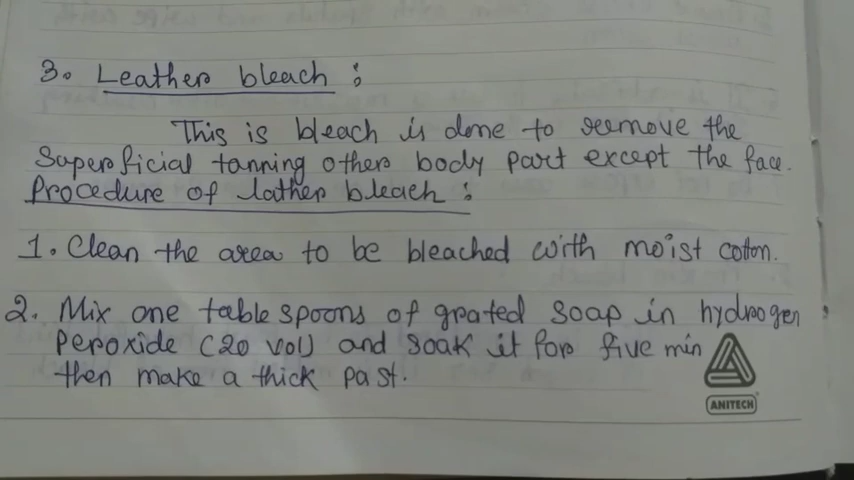 3. Leather bleach :
This is bleach is done to remove the
Superficial tanning others body part except the face.
Procedure of lather bleach :
1. Clean the area to be bleached with moist cotton.
2. Mix one table spoons of grated soap in hydrogen
Peroxide (20 vol) and soak it for five min
then make a thick past.
ANITECH